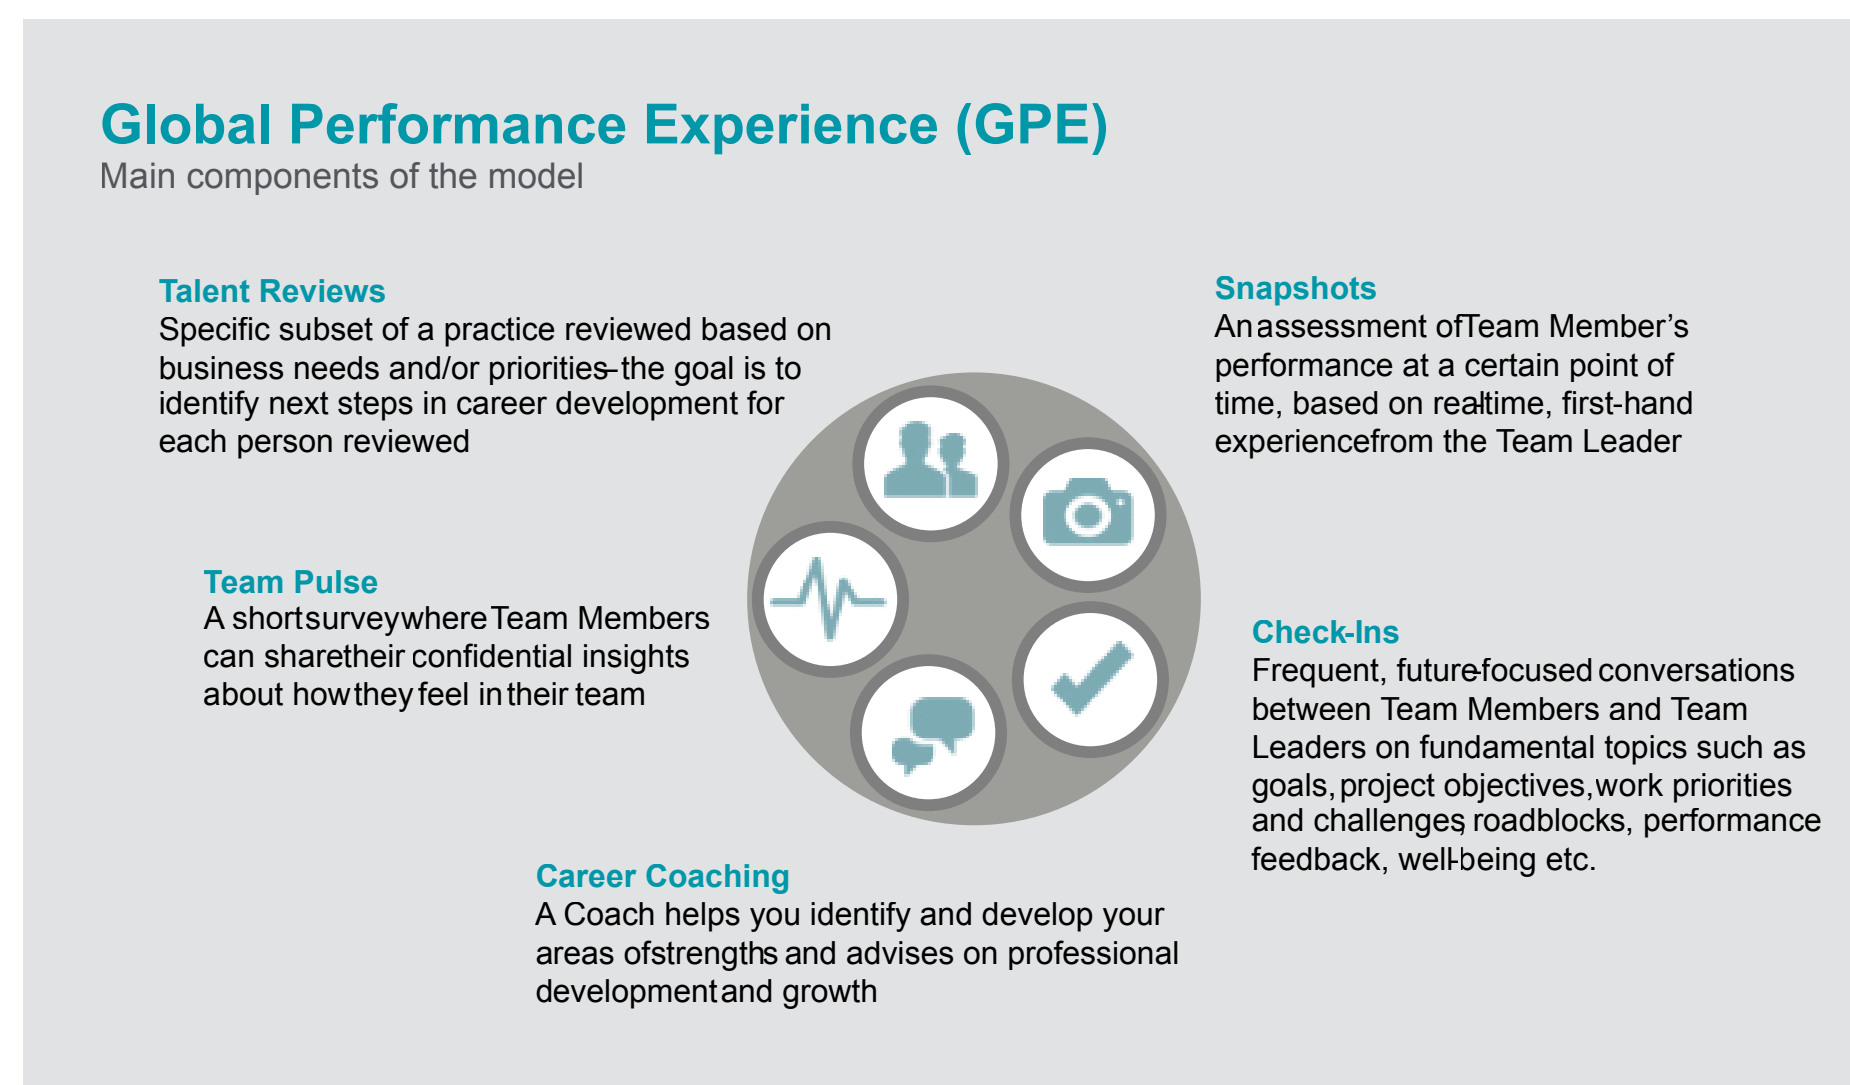 Global Performance Experience (GPE)
Main components of the model
Talent Reviews
Specific subset of a practice reviewed based on
business needs and/or priorities–the goal is to
identify next steps in career development for
each person reviewed
Snapshots
An assessment of Team Member’s
performance at a certain point of
time, based on real-time, first-hand
experience from the Team Leader
Team Pulse
A short survey where Team Members
can share their confidential insights
about how they feel in their team
Check-Ins
Frequent, future-focused conversations
between Team Members and Team
Leaders on fundamental topics such as
goals, project objectives, work priorities
and challenges, roadblocks, performance
feedback, well-being etc.
Career Coaching
A Coach helps you identify and develop your
areas of strengths and advises on professional
development and growth